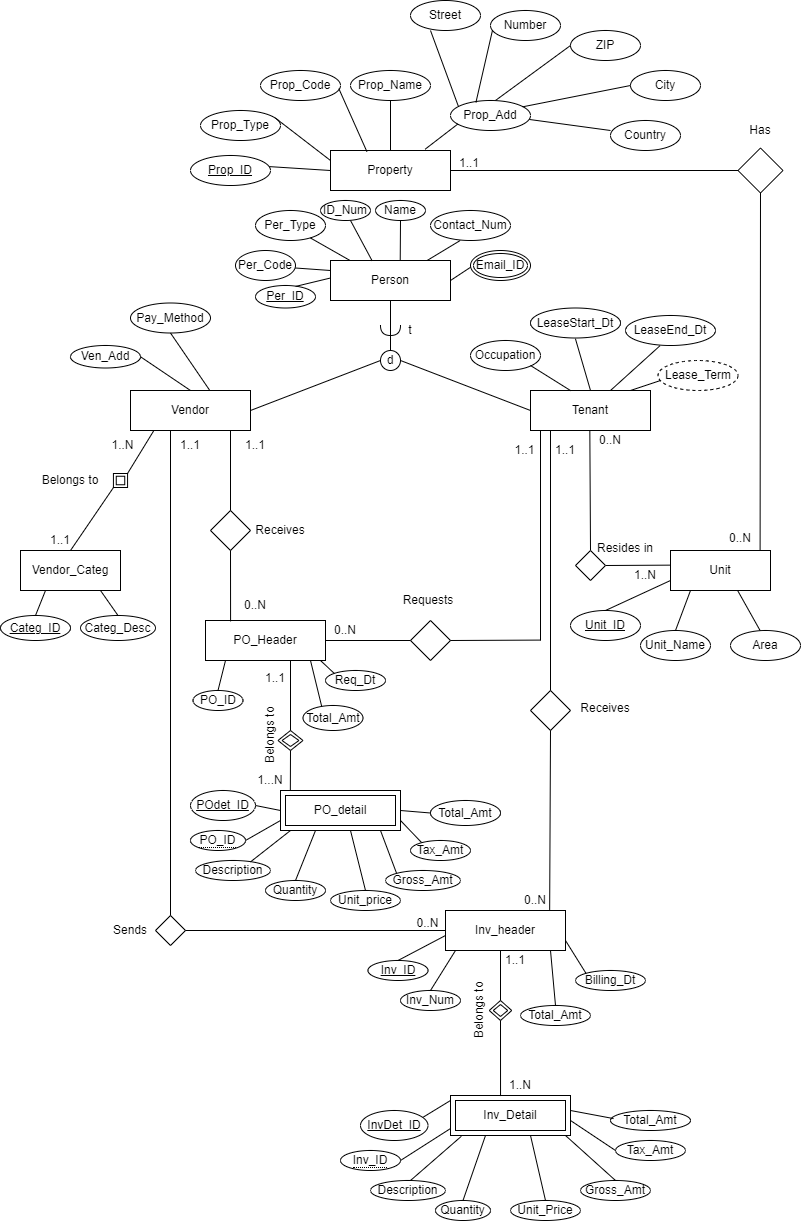 Street
Number
ZIP
City
Country
Prop_Code
Prop_Name
Prop_Add
Prop_Type
Prop_ID
Property
1..1
Has
ID_Num
Name
Per_Type
Contact_Num
Per_Code
Email_ID
Per_ID
Person
t
d
Pay_Method
Ven_Add
LeaseStart_Dt
LeaseEnd_Dt
Occupation
Lease_Term
Vendor
Tenant
1..N
1..1
1..1
1..1
1..1
0..N
Belongs to
Receives
1..1
Resides in
0..N
1..N
Vendor_Categ
Unit
Categ_ID
Categ_Desc
Unit_ID
Unit_Name
Area
0..N
Requests
0..N
PO_Header
1..1
Req_Dt
PO_ID
Total_Amt
Receives
Belongs to
1...N
POdet_ID
PO_detail
Total_Amt
PO_ID
Tax_Amt
Description
Quantity
Unit_price
Gross_Amt
0..N
0..N
Sends
Inv_header
1..1
Inv_ID
Inv_Num
Billing_Dt
Total_Amt
Belongs to
1..N
InvDet_ID
Inv_Detail
Total_Amt
Inv_ID
Tax_Amt
Description
Quantity
Unit_Price
Gross_Amt